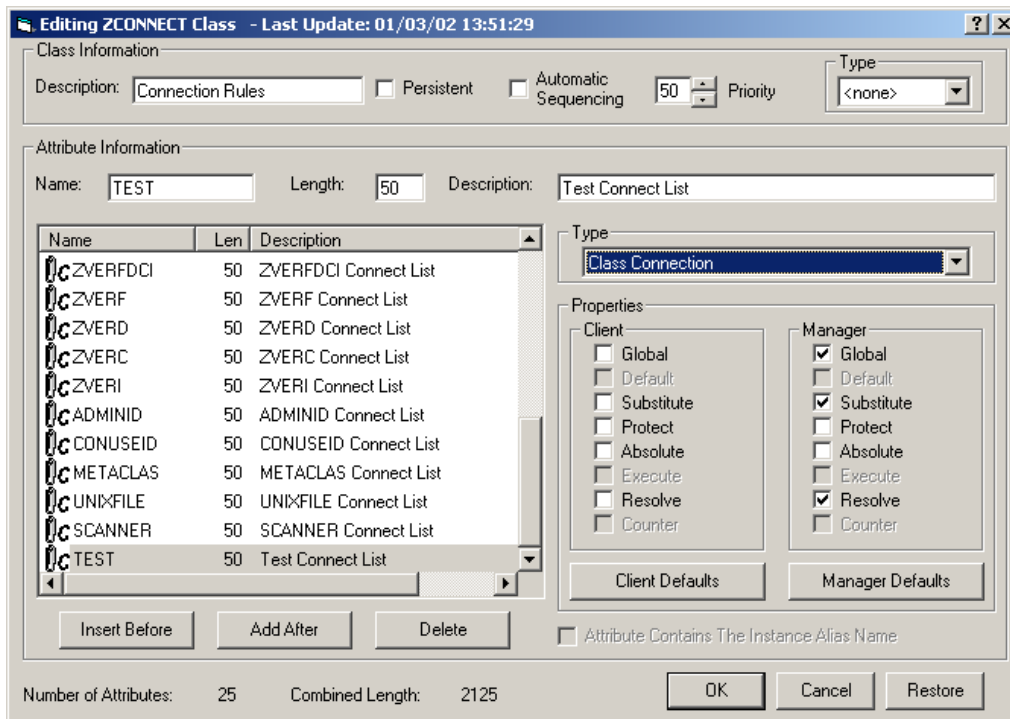 Editing ZCONNECT Class - Last Update: 01/03/02 13:51:29
Class Information
Description: Connection Rules Persistent Automatic Sequencing 50 Priority Type <none>
Attribute Information
Name: TEST Length: 50 Description: Test Connect List
Name Len Description
ZVERFDCI 50 ZVERFDCI Connect List
ZVERF 50 ZVERF Connect List
ZVERD 50 ZVERD Connect List
ZVERC 50 ZVERC Connect List
ZVERI 50 ZVERI Connect List
ADMINID 50 ADMINID Connect List
CONUSEID 50 CONUSEID Connect List
METACLAS 50 METACLAS Connect List
UNIXFILE 50 UNIXFILE Connect List
SCANNER 50 SCANNER Connect List
TEST 50 Test Connect List
Insert Before Add After Delete
Type
Class Connection
Properties
Client
Global
Default
Substitute
Protect
Absolute
Execute
Resolve
Counter
Client Defaults
Manager
Global
Default
Substitute
Protect
Absolute
Execute
Resolve
Counter
Manager Defaults
Attribute Contains The Instance Alias Name
Number of Attributes: 25 Combined Length: 2125
OK Cancel Restore